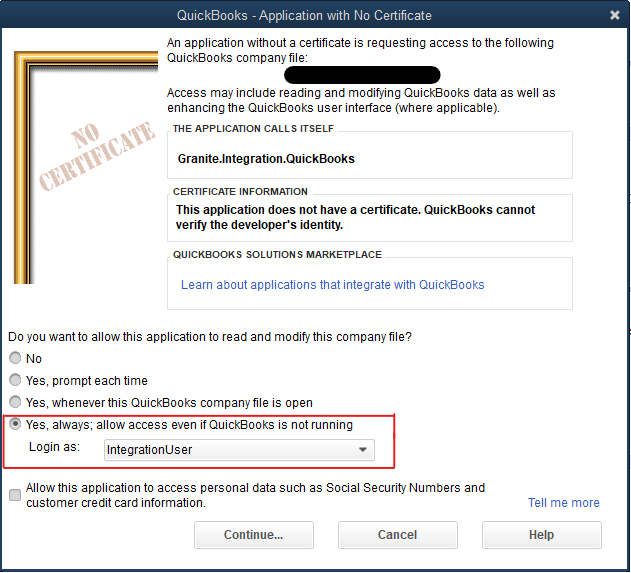 QuickBooks - Application with No Certificate
An application without a certificate is requesting access to the following
QuickBooks company file:
Access may include reading and modifying QuickBooks data as well as
enhancing the QuickBooks user interface (where applicable).
NO
CERTIFICATE
THE APPLICATION CALLS ITSELF
Granite.Integration.QuickBooks
CERTIFICATE INFORMATION
This application does not have a certificate. QuickBooks cannot
verify the developer's identity.
QUICKBOOKS SOLUTIONS MARKETPLACE
Learn about applications that integrate with QuickBooks
Do you want to allow this application to read and modify this company file?
No
Yes, prompt each time
Yes, whenever this QuickBooks company file is open
Yes, always; allow access even if QuickBooks is not running
Login as: IntegrationUser
Allow this application to access personal data such as Social Security Numbers and
customer credit card information.
Tell me more
Continue... Cancel Help